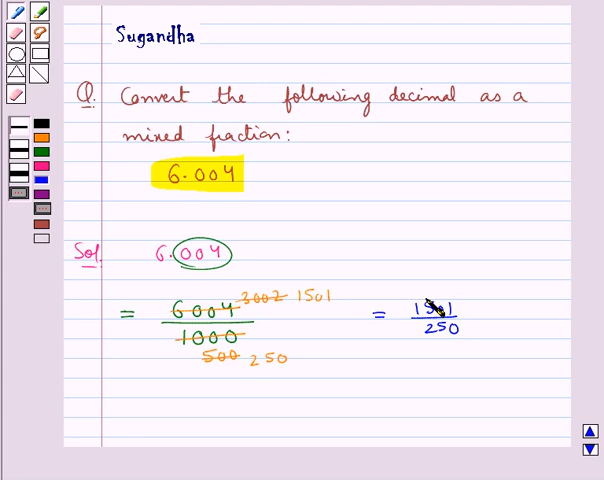 Sugandha
Q. Convert the following decimal as a
mixed fraction:
6.004
Sol. 6.004
= 6004 3002 1501
1000
500 250
= 1501
250